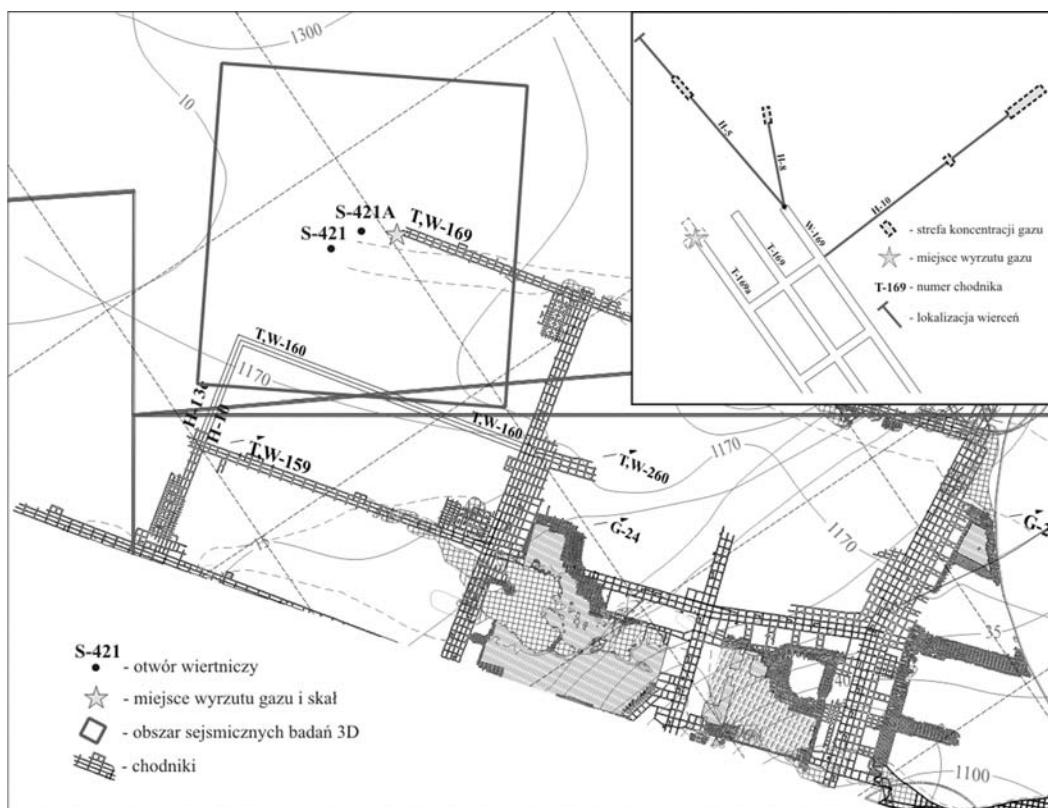 1300
10
S-421A
S-421
T,W-169
T,W-160
1170
T,W-160
H-10
T,W-159
T,W-260
1170
G-24
1170
15
35
40
1100
H-5
H-8
H-10
W-169
T-169
T-169a
- strefa koncentracji gazu
- miejsce wyrzutu gazu
T-169 - numer chodnika
- lokalizacja wierceń
S-421
- otwór wiertniczy
- miejsce wyrzutu gazu i skał
- obszar sejsmicznych badań 3D
- chodniki